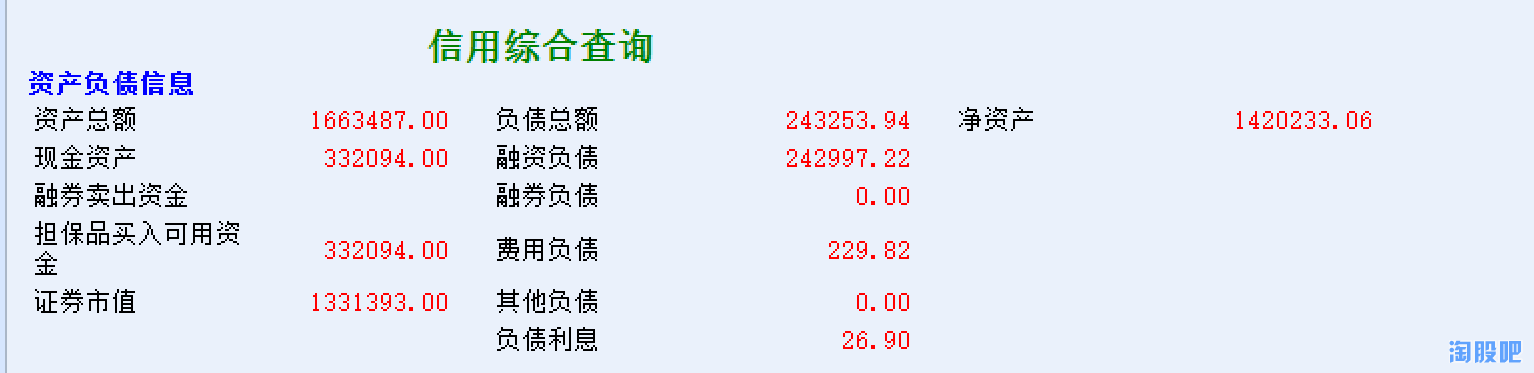 信用综合查询
资产负债信息
资产总额 1663487.00 负债总额 243253.94 净资产 1420233.06
现金资产 332094.00 融资负债 242997.22
融券卖出资金 融券负债 0.00
担保品买入可用资
金 332094.00 费用负债 229.82
证券市值 1331393.00 其他负债 0.00
负债利息 26.90
淘股吧